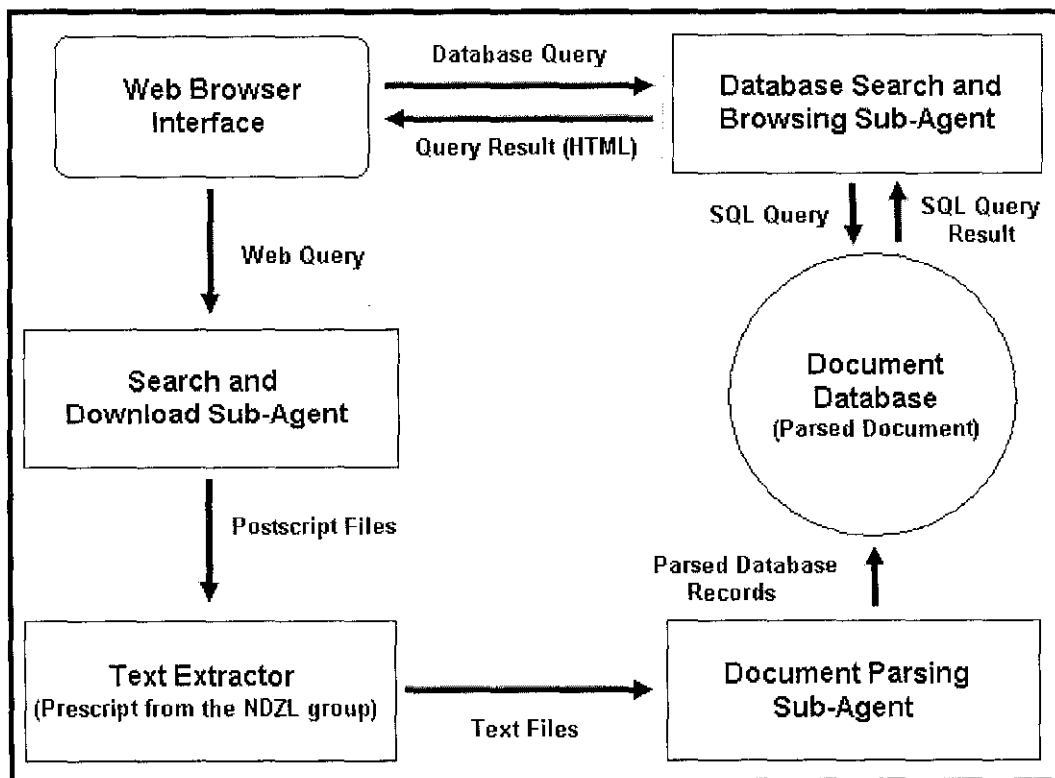 Web Browser
Interface
Database Query
Query Result (HTML)
Database Search and
Browsing Sub-Agent
SQL Query
SQL Query
Result
Web Query
Search and
Download Sub-Agent
Document
Database
(Parsed Document)
Postscript Files
Parsed Database
Records
Text Extractor
(Prescript from the NDZL group)
Text Files
Document Parsing
Sub-Agent